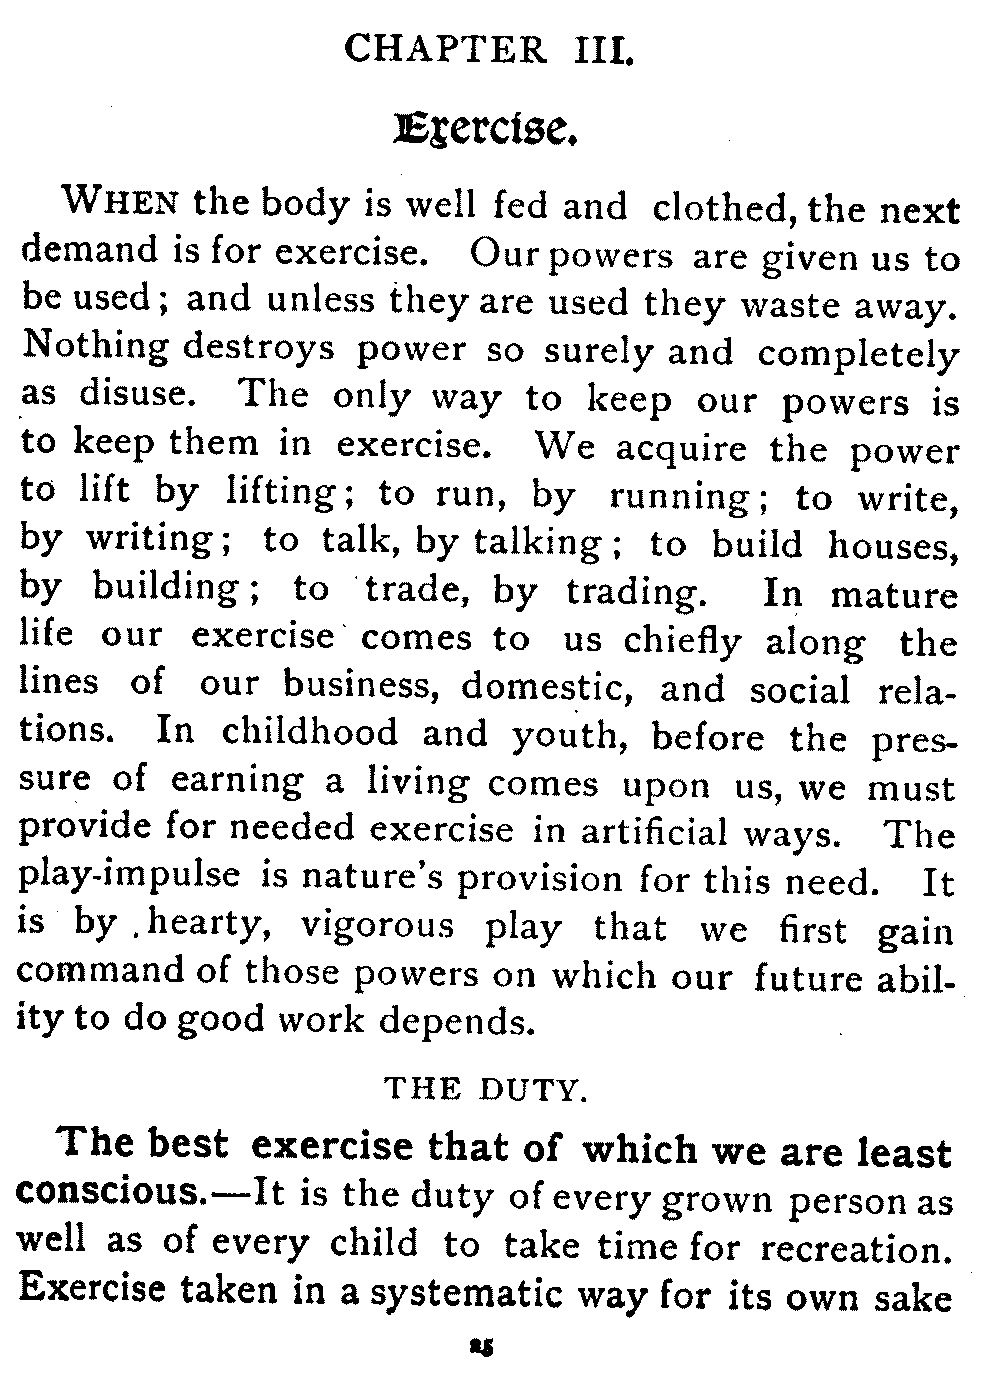 CHAPTER III.
Exercise.
WHEN the body is well fed and clothed, the next
demand is for exercise. Our powers are given us to
be used; and unless they are used they waste away.
Nothing destroys power so surely and completely
as disuse. The only way to keep our powers is
to keep them in exercise. We acquire the power
to lift by lifting; to run, by running; to write,
by writing; to talk, by talking; to build houses,
by building; to trade, by trading. In mature
life our exercise comes to us chiefly along the
lines of our business, domestic, and social rela-
tions. In childhood and youth, before the pres-
sure of earning a living comes upon us, we must
provide for needed exercise in artificial ways. The
play-impulse is nature's provision for this need. It
is by hearty, vigorous play that we first gain
command of those powers on which our future abil-
ity to do good work depends.
THE DUTY.
The best exercise that of which we are least
conscious.—It is the duty of every grown person as
well as of every child to take time for recreation.
Exercise taken in a systematic way for its own sake
25